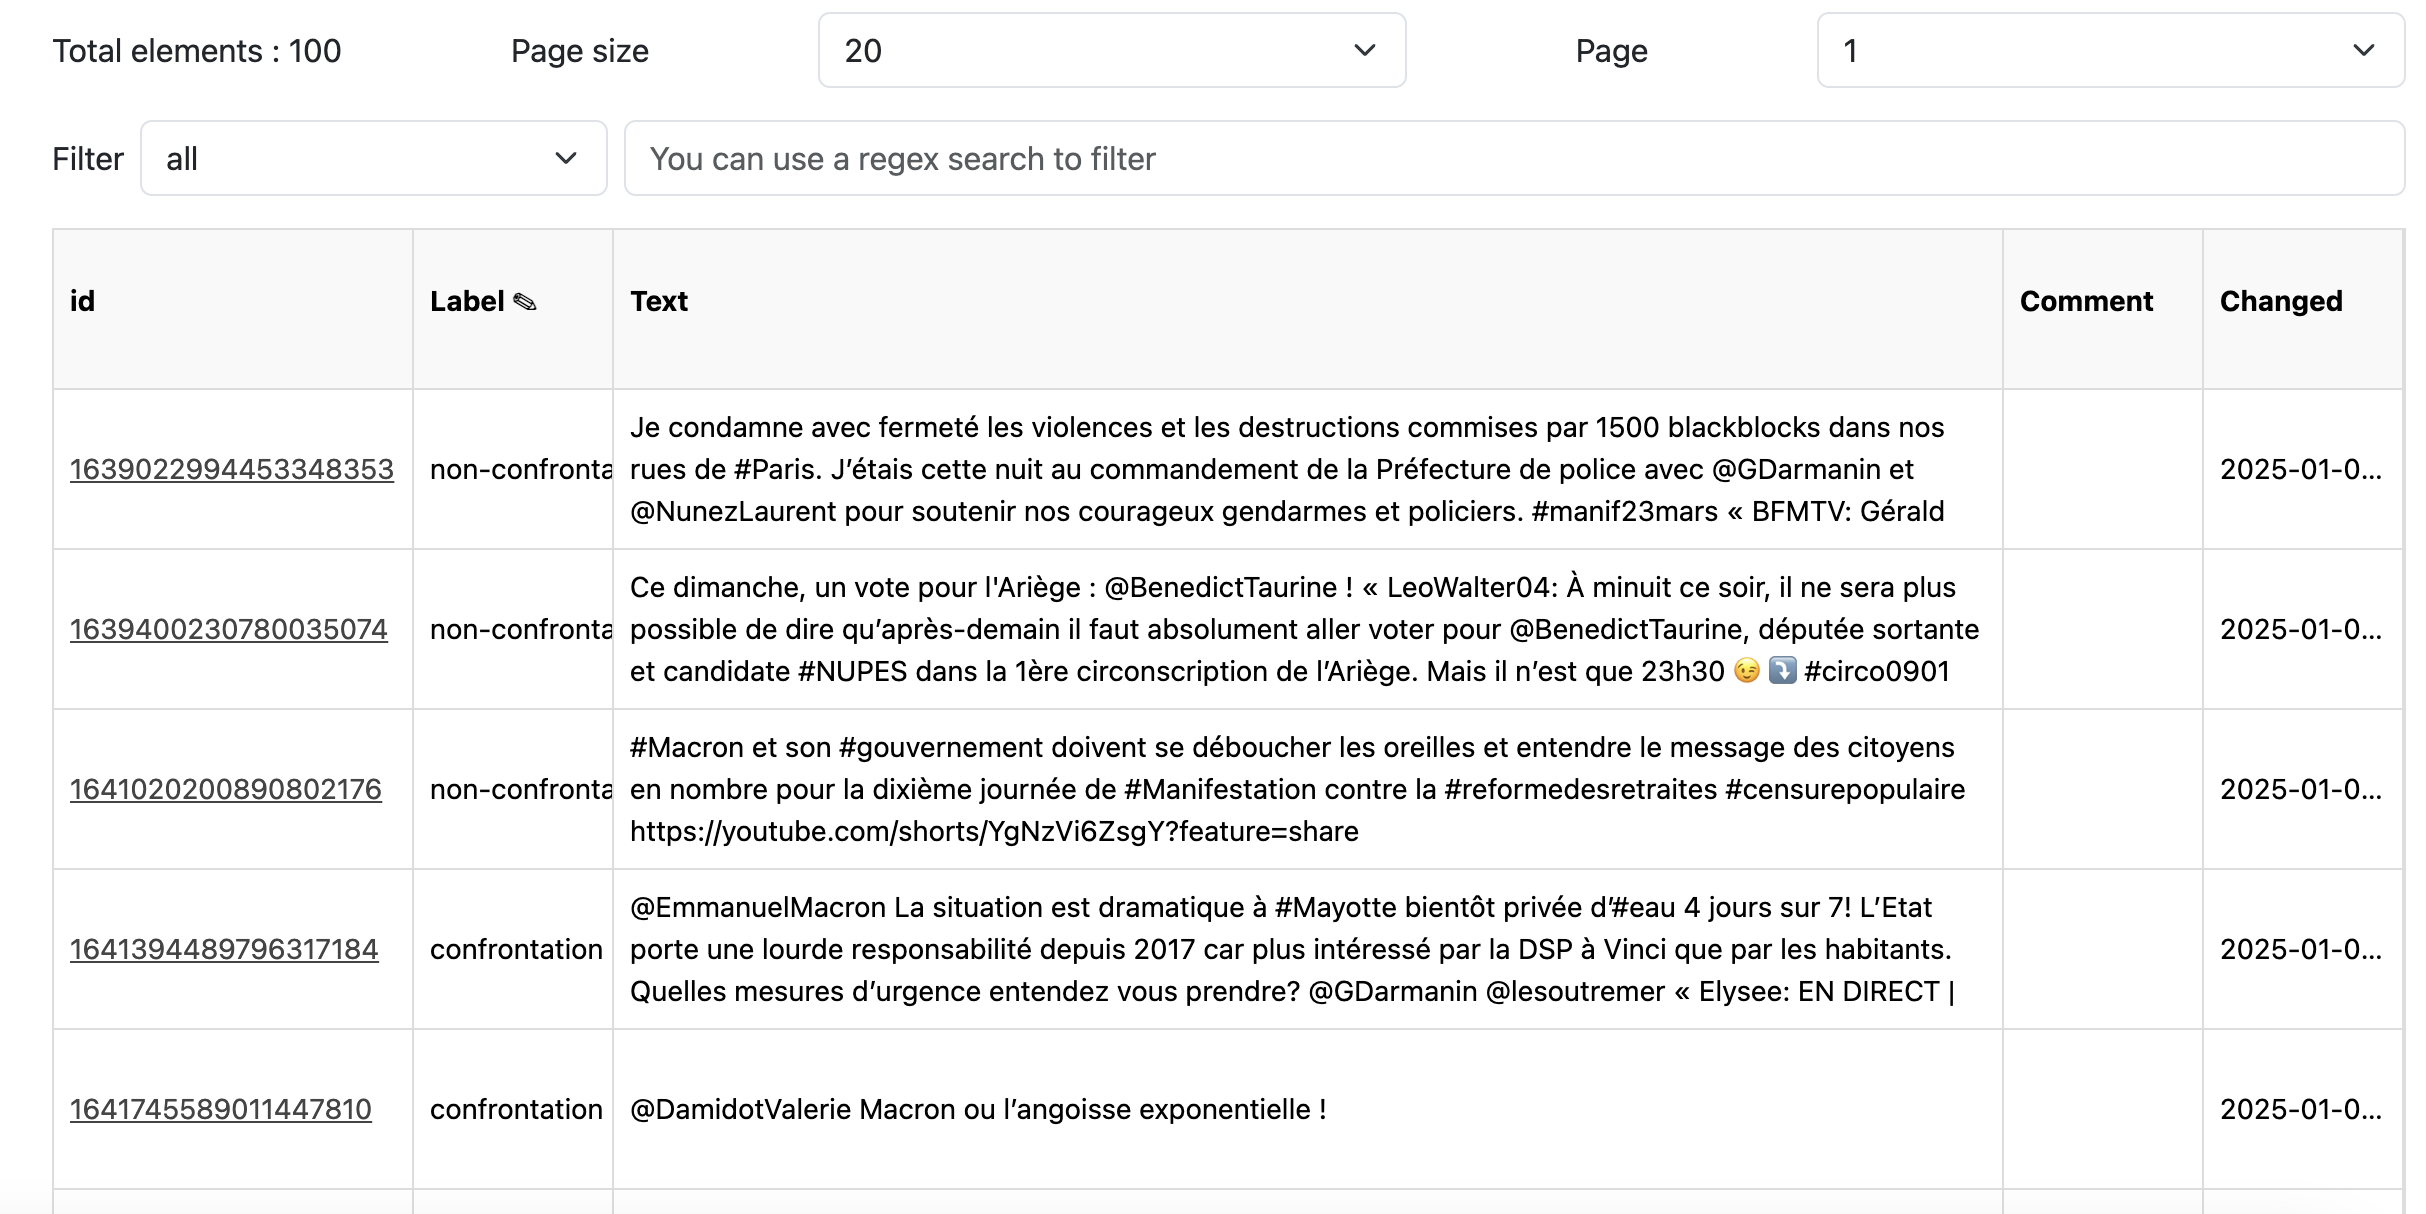 Total elements : 100 Page size 20 Page 1
Filter all You can use a regex search to filter
id Label ✎ Text Comment Changed
Je condamne avec fermeté les violences et les destructions commises par 1500 blackblocks dans nos
1639022994453348353 non-confronta rues de #Paris. J’étais cette nuit au commandement de la Préfecture de police avec @GDarmanin et 2025-01-0...
@NunezLaurent pour soutenir nos courageux gendarmes et policiers. #manif23mars « BFMTV: Gérald
Ce dimanche, un vote pour l'Ariège : @BenedictTaurine ! « LeoWalter04: À minuit ce soir, il ne sera plus
1639400230780035074 non-confronta possible de dire qu’après-demain il faut absolument aller voter pour @BenedictTaurine, députée sortante 2025-01-0...
et candidate #NUPES dans la 1ère circonscription de l’Ariège. Mais il n’est que 23h30 😉 ⤵️ #circo0901
#Macron et son #gouvernement doivent se déboucher les oreilles et entendre le message des citoyens
1641020200890802176 non-confronta en nombre pour la dixième journée de #Manifestation contre la #reformedesretraites #censurepopulaire 2025-01-0...
https://youtube.com/shorts/YgNzVi6ZsgY?feature=share
@EmmanuelMacron La situation est dramatique à #Mayotte bientôt privée d’#eau 4 jours sur 7! L’Etat
1641394489796317184 confrontation porte une lourde responsabilité depuis 2017 car plus intéressé par la DSP à Vinci que par les habitants. 2025-01-0...
Quelles mesures d’urgence entendez vous prendre? @GDarmanin @lesoutremer « Elysee: EN DIRECT |
1641745589011447810 confrontation @DamidotValerie Macron ou l’angoisse exponentielle ! 2025-01-0...